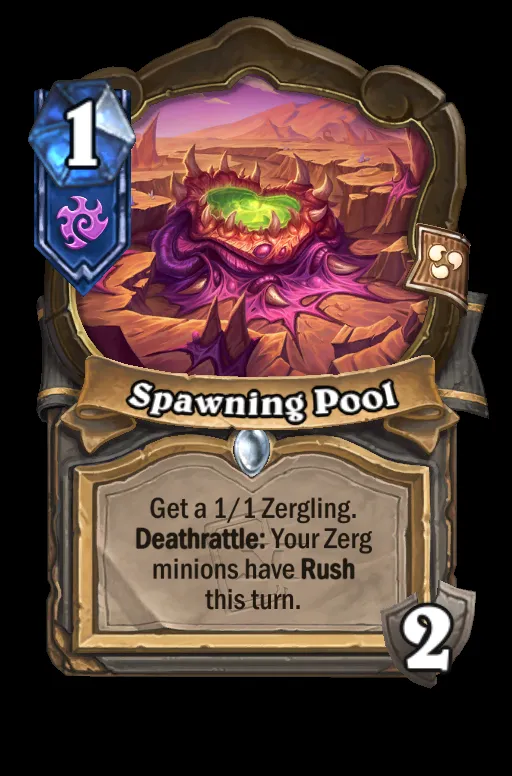 1
Spawning Pool
Get a 1/1 Zergling.
Deathrattle: Your Zerg
minions have Rush
this turn.
2